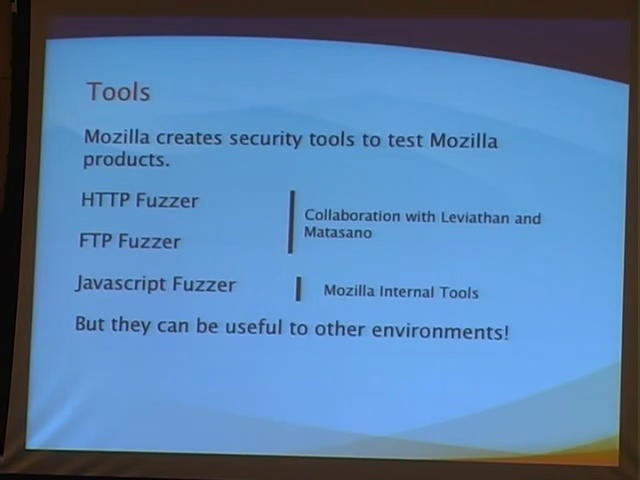 Tools
Mozilla creates security tools to test Mozilla
products.
HTTP Fuzzer
Collaboration with Leviathan and
Matasano
FTP Fuzzer
Javascript Fuzzer
Mozilla Internal Tools
But they can be useful to other environments!